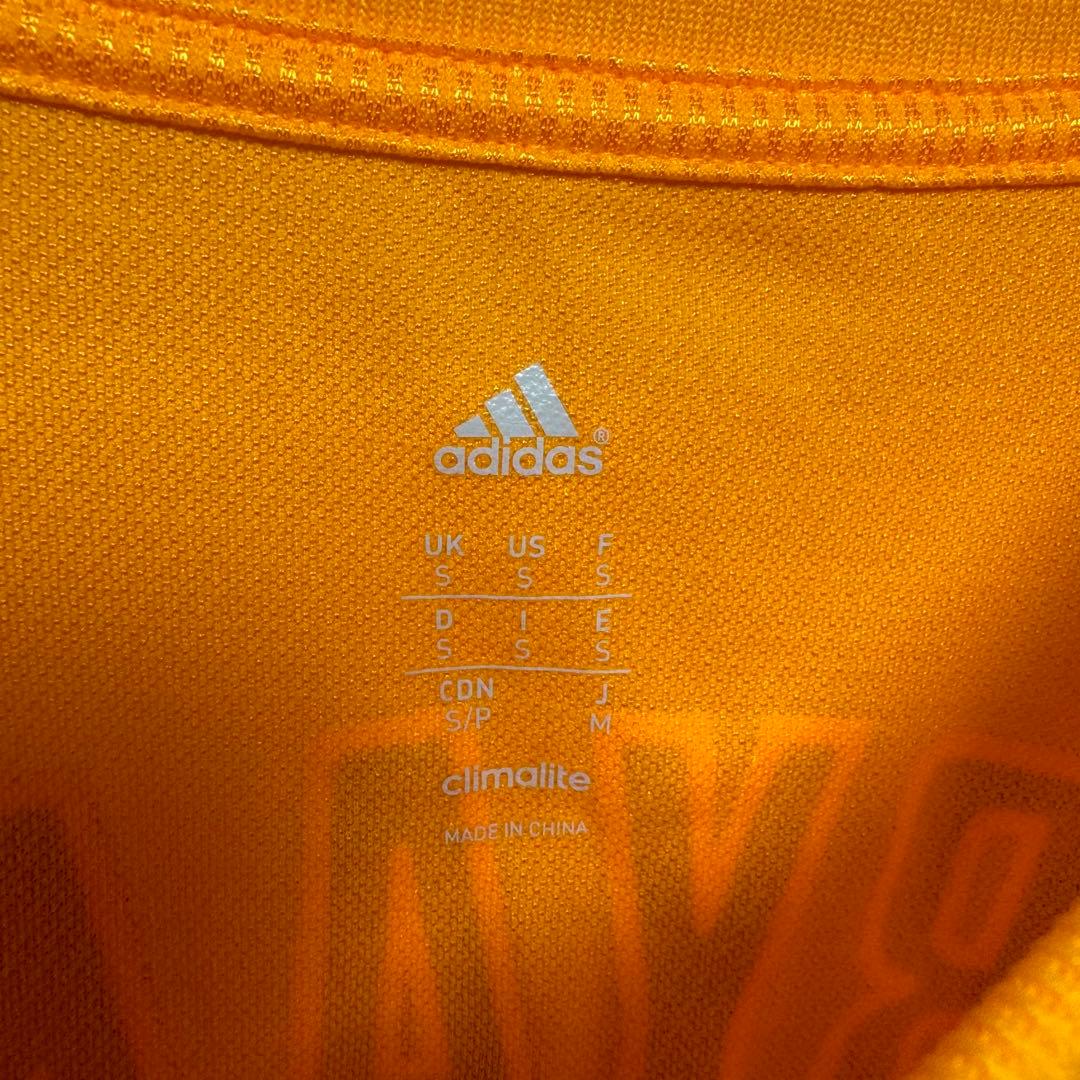 adidas®
UK US F
S S S
D I E
S S S
CDN J
S/P M
climalite
MADE IN CHINA